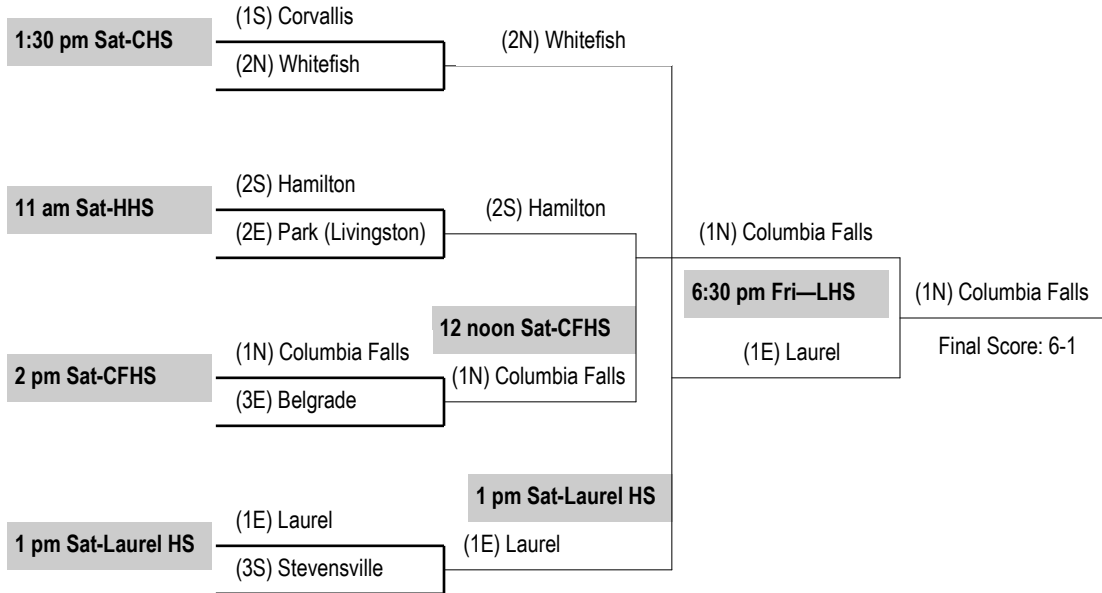 (1S) Corvallis
1:30 pm Sat-CHS
(2N) Whitefish
(2N) Whitefish
(2S) Hamilton
11 am Sat-HHS
(2E) Park (Livingston)
(2S) Hamilton
(1N) Columbia Falls
6:30 pm Fri—LHS
(1N) Columbia Falls
12 noon Sat-CFHS
(1N) Columbia Falls
(1E) Laurel
Final Score: 6-1
2 pm Sat-CFHS
(1N) Columbia Falls
(3E) Belgrade
1 pm Sat-Laurel HS
(1E) Laurel
(1E) Laurel
1 pm Sat-Laurel HS
(3S) Stevensville